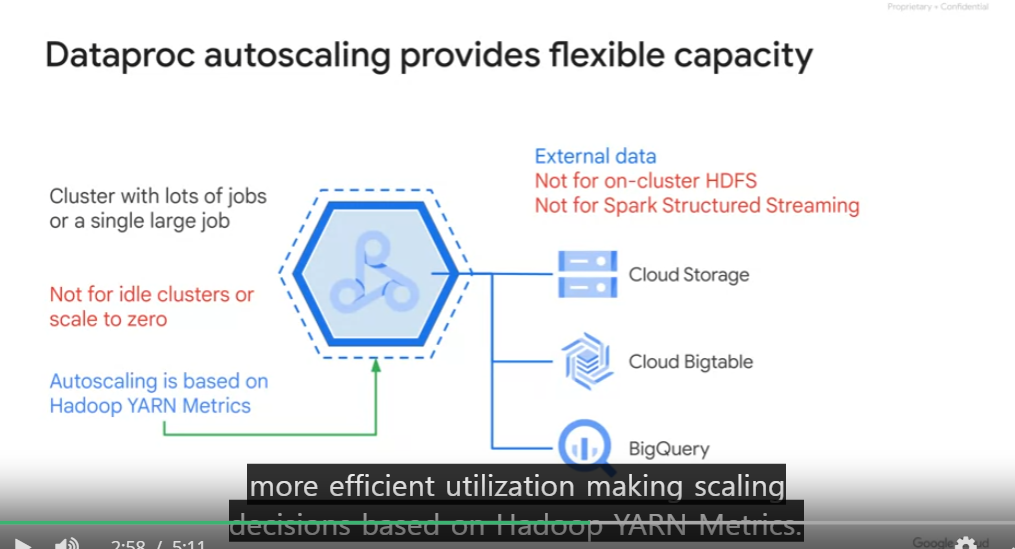 Proprietary + Confidential
Dataproc autoscaling provides flexible capacity
Cluster with lots of jobs
or a single large job
Not for idle clusters or
scale to zero
Autoscaling is based on
Hadoop YARN Metrics
External data
Not for on-cluster HDFS
Not for Spark Structured Streaming
Cloud Storage
Cloud Bigtable
BigQuery
more efficient utilization making scaling
decisions based on Hadoop YARN Metrics.
2:58 / 5:11